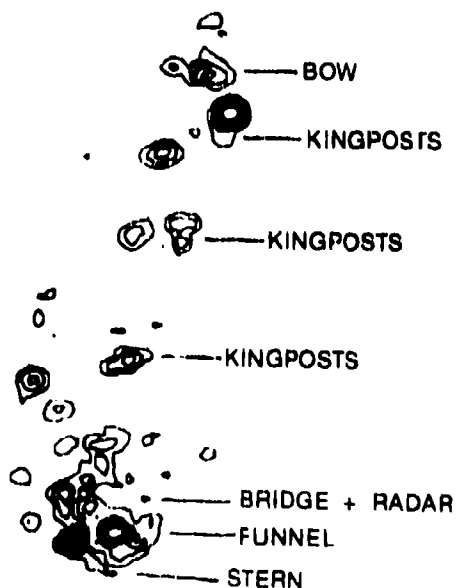 BOW
KINGPOSTS
KINGPOSTS
KINGPOSTS
BRIDGE + RADAR
FUNNEL
STERN